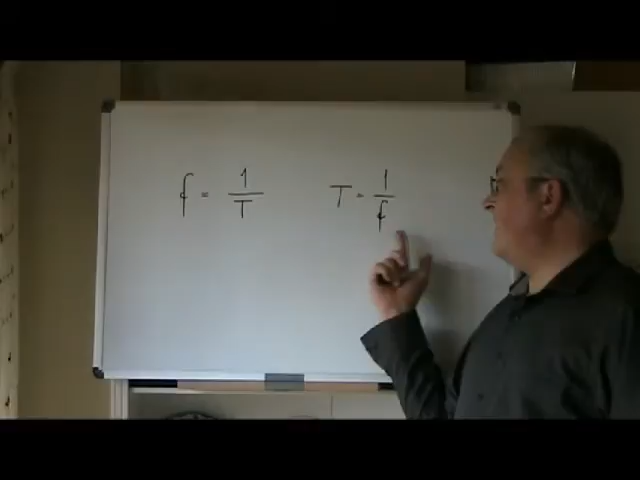 f = 1/T
T = 1/f